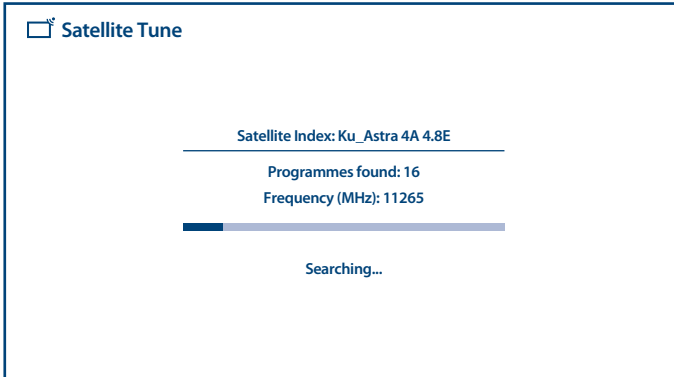 Satellite Tune
Satellite Index: Ku_Astra 4A 4.8E
Programmes found: 16
Frequency (MHz): 11265
Searching...